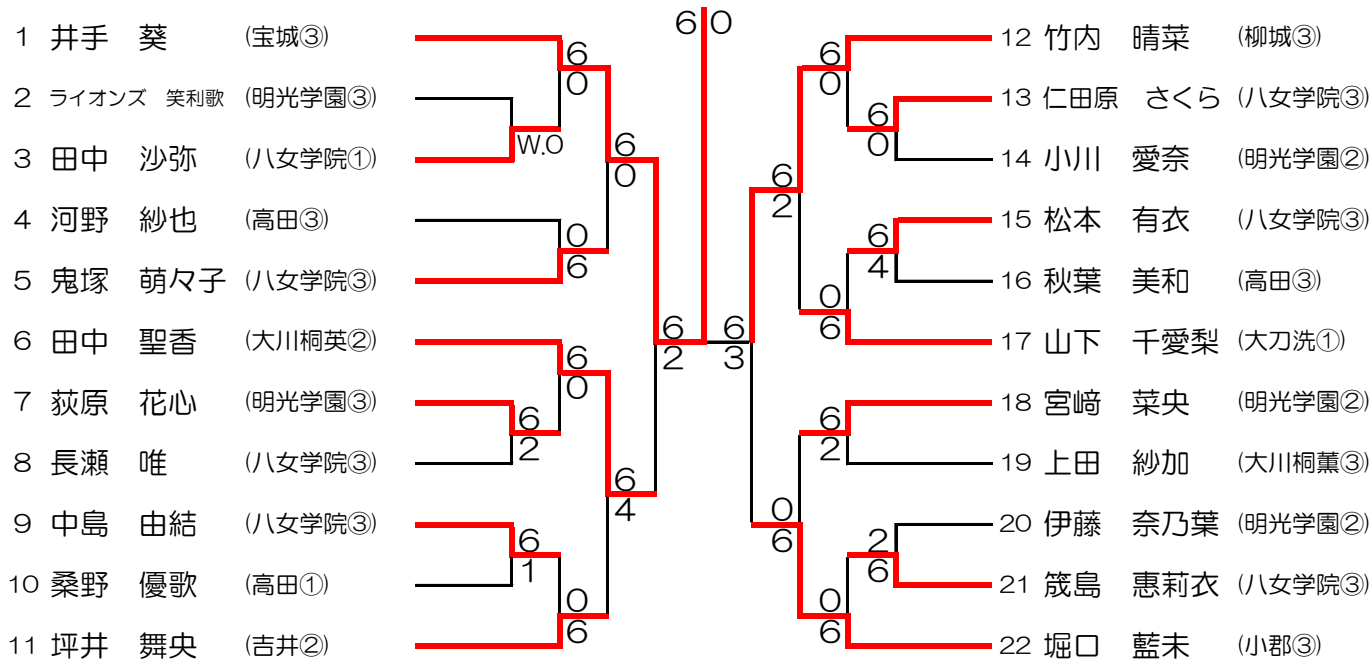 6 0
1 井手 葵 (宝城③)
6
0
2 ライオンズ 笑利歌 (明光学園③)
W.O
3 田中 沙弥 (八女学院①)
6
0
4 河野 紗也 (高田③)
0
6
5 鬼塚 萌々子 (八女学院③)
6
2
6 田中 聖香 (大川桐英②)
6
0
7 荻原 花心 (明光学園③)
6
2
8 長瀬 唯 (八女学院③)
6
4
9 中島 由結 (八女学院③)
6
1
10 桑野 優歌 (高田①)
0
6
11 坪井 舞央 (吉井②)
12 竹内 晴菜 (柳城③)
6
0
13 仁田原 さくら (八女学院③)
6
0
14 小川 愛奈 (明光学園②)
6
2
15 松本 有衣 (八女学院③)
6
4
16 秋葉 美和 (高田③)
0
6
17 山下 千愛梨 (大刀洗①)
6
3
18 宮﨑 菜央 (明光学園②)
6
2
19 上田 紗加 (大川桐薫③)
0
6
20 伊藤 奈乃葉 (明光学園②)
2
6
21 筬島 惠莉衣 (八女学院③)
0
6
22 堀口 藍未 (小郡③)